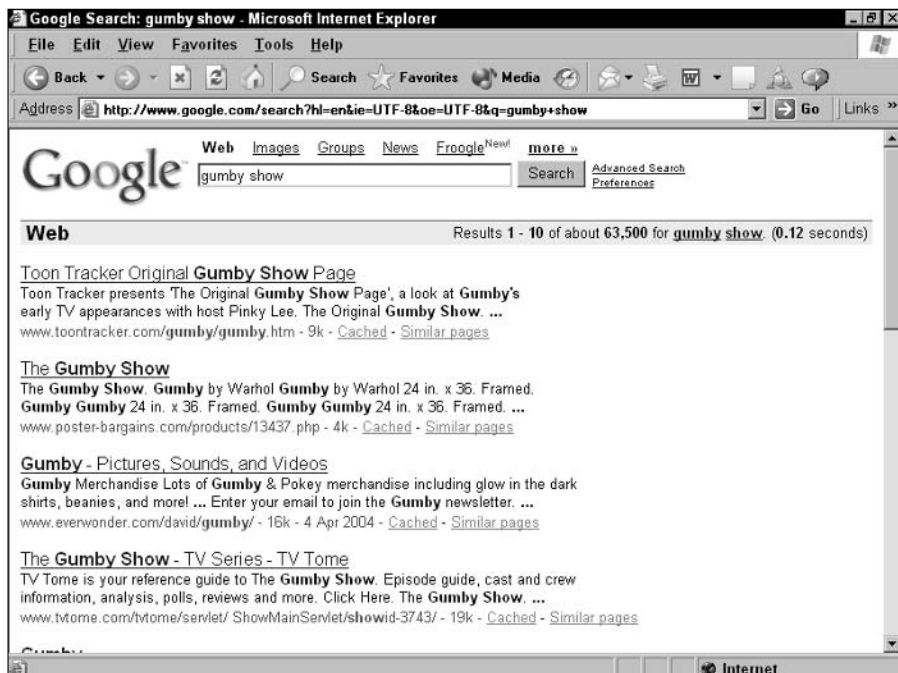 Google Search: gumby show - Microsoft Internet Explorer
File Edit View Favorites Tools Help
Back Search Favorites Media
Address http://www.google.com/search?hl=en&ie=UTF-8&oe=UTF-8&q=gumby+show Go Links »
Web Images Groups News Froogle New! more »
Google™
gumby show Search Advanced Search
Preferences
Web Results 1 - 10 of about 63,500 for gumby show. (0.12 seconds)
Toon Tracker Original Gumby Show Page
Toon Tracker presents 'The Original Gumby Show Page', a look at Gumby's
early TV appearances with host Pinky Lee. The Original Gumby Show. ...
www.toontracker.com/gumby/gumby.htm - 9k - Cached - Similar pages
The Gumby Show
The Gumby Show. Gumby by Warhol Gumby by Warhol 24 in. x 36. Framed.
Gumby Gumby 24 in. x 36. Framed. Gumby Gumby 24 in. x 36. Framed. ...
www.poster-bargains.com/products/13437.php - 4k - Cached - Similar pages
Gumby - Pictures, Sounds, and Videos
Gumby Merchandise Lots of Gumby & Pokey merchandise including glow in the dark
shirts, beanies, and more! ... Enter your email to join the Gumby newsletter. ...
www.everwonder.com/david/gumby/ - 16k - 4 Apr 2004 - Cached - Similar pages
The Gumby Show - TV Series - TV Tome
TV Tome is your reference guide to The Gumby Show. Episode guide, cast and crew
information, analysis, polls, reviews and more. Click Here. The Gumby Show. ...
www.tvtome.com/tvtome/servlet/ ShowMainServlet/showid-3743/ - 19k - Cached - Similar pages
Gumby
Internet